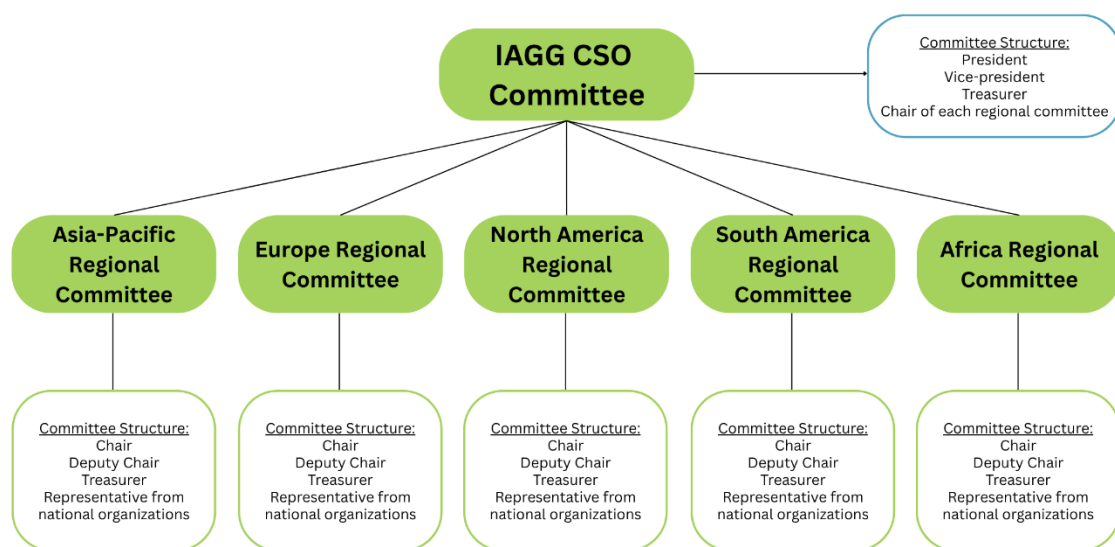 IAGG CSO
Committee
Committee Structure:
President
Vice-president
Treasurer
Chair of each regional committee
Asia-Pacific
Regional
Committee
Europe Regional
Committee
North America
Regional
Committee
South America
Regional
Committee
Africa Regional
Committee
Committee Structure:
Chair
Deputy Chair
Treasurer
Representative from
national organizations
Committee Structure:
Chair
Deputy Chair
Treasurer
Representative from
national organizations
Committee Structure:
Chair
Deputy Chair
Treasurer
Representative from
national organizations
Committee Structure:
Chair
Deputy Chair
Treasurer
Representative from
national organizations
Committee Structure:
Chair
Deputy Chair
Treasurer
Representative from
national organizations